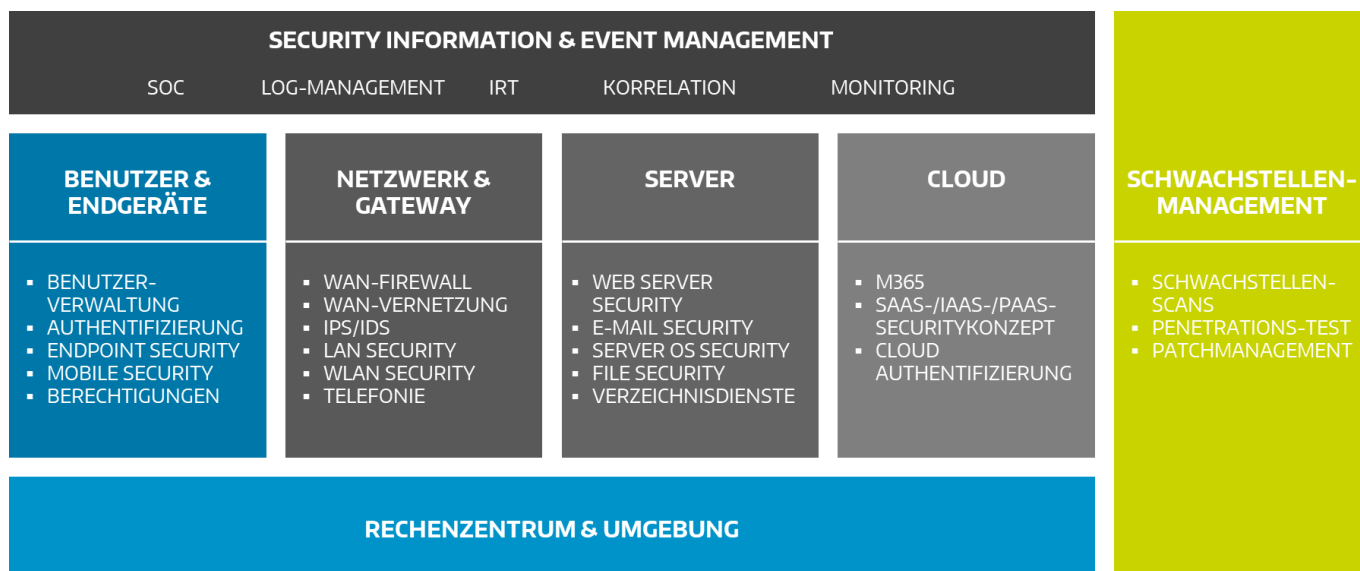 SECURITY INFORMATION & EVENT MANAGEMENT
SOC LOG-MANAGEMENT IRT KORRELATION MONITORING
BENUTZER &
ENDGERÄTE
▪ BENUTZER-
VERWALTUNG
▪ AUTHENTIFIZIERUNG
▪ ENDPOINT SECURITY
▪ MOBILE SECURITY
▪ BERECHTIGUNGEN
NETZWERK &
GATEWAY
▪ WAN-FIREWALL
▪ WAN-VERNETZUNG
▪ IPS/IDS
▪ LAN SECURITY
▪ WLAN SECURITY
▪ TELEFONIE
SERVER
▪ WEB SERVER
SECURITY
▪ E-MAIL SECURITY
▪ SERVER OS SECURITY
▪ FILE SECURITY
▪ VERZEICHNISDIENSTE
CLOUD
▪ M365
▪ SAAS-/IAAS-/PAAS-
SECURITYKONZEPT
▪ CLOUD
AUTHENTIFIZIERUNG
SCHWACHSTELLEN-
MANAGEMENT
▪ SCHWACHSTELLEN-
SCANS
▪ PENETRATIONS-TEST
▪ PATCHMANAGEMENT
RECHENZENTRUM & UMGEBUNG